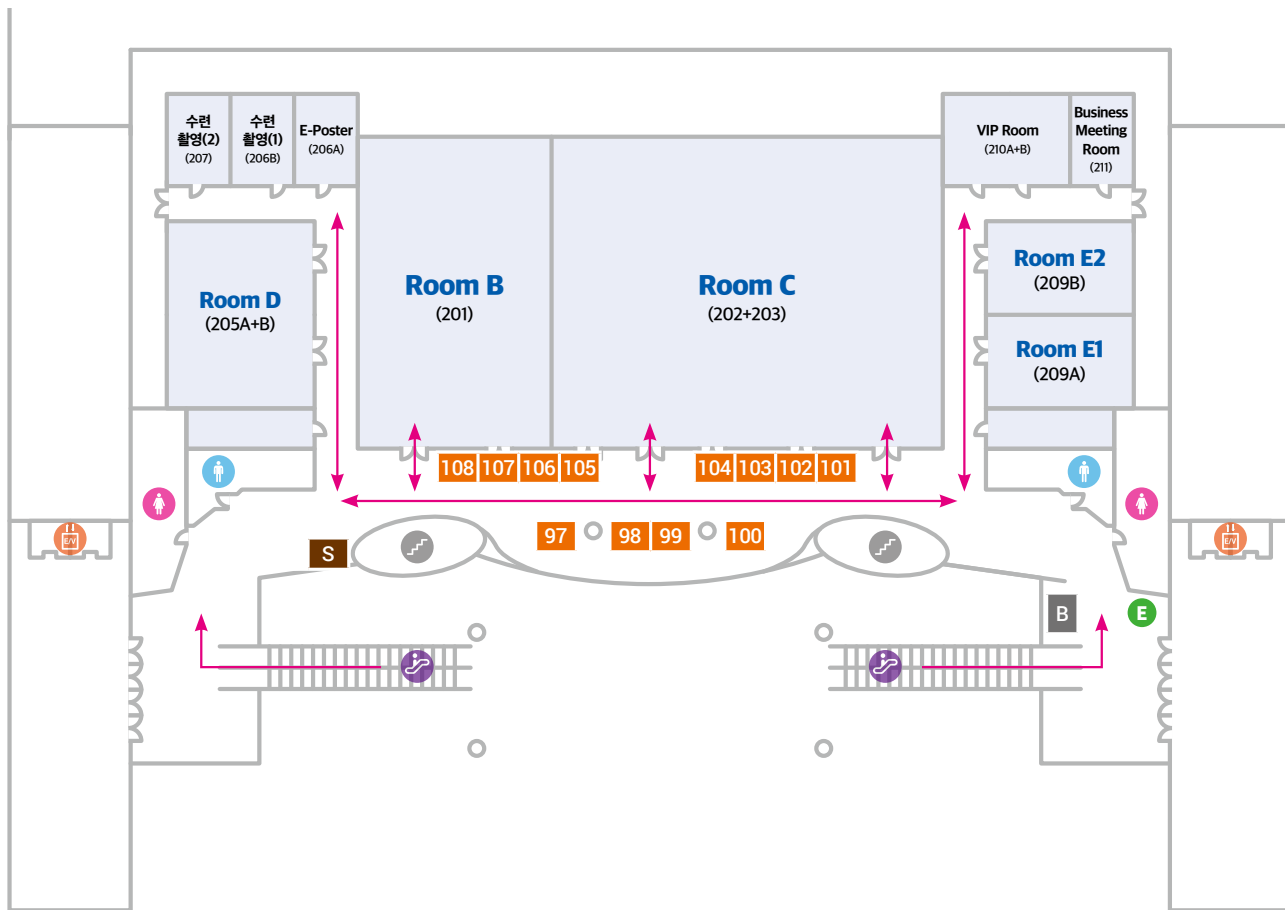 수련
촬영(2)
(207)
수련
촬영(1)
(206B)
E-Poster
(206A)
VIP Room
(210A+B)
Business
Meeting
Room
(211)
Room D
(205A+B)
Room B
(201)
Room C
(202+203)
Room E2
(209B)
Room E1
(209A)
108 107 106 105
104 103 102 101
97 98 99 100
E/V
S
E/V
B
E